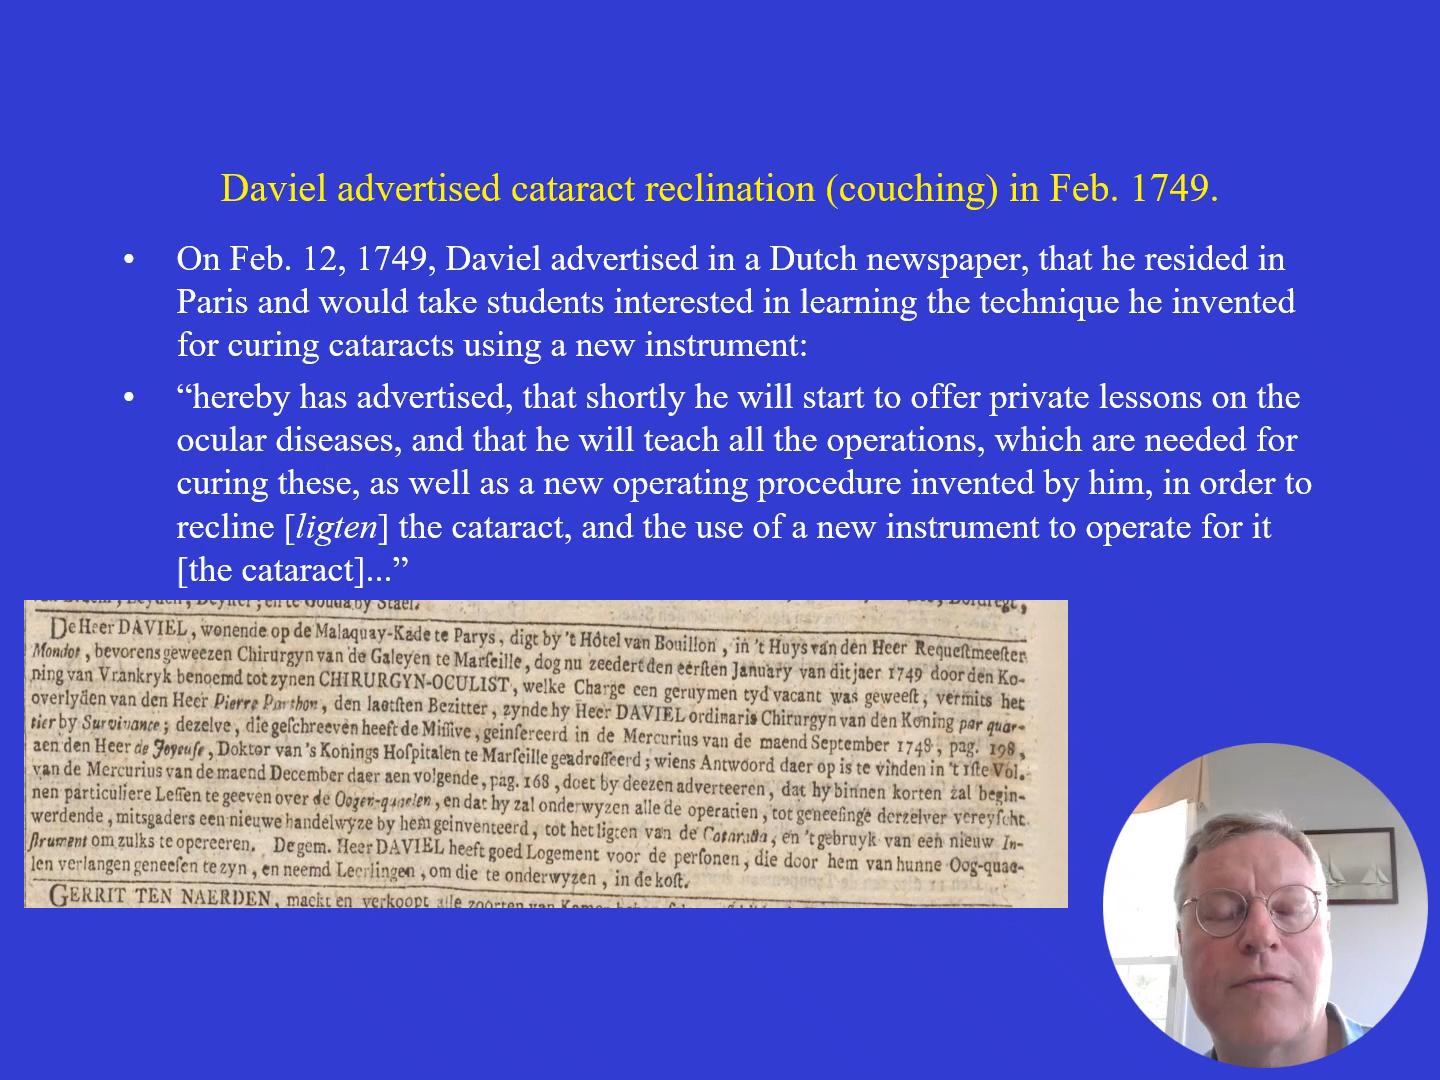 Daviel advertised cataract reclination (couching) in Feb. 1749.
• On Feb. 12, 1749, Daviel advertised in a Dutch newspaper, that he resided in
Paris and would take students interested in learning the technique he invented
for curing cataracts using a new instrument:
• “hereby has advertised, that shortly he will start to offer private lessons on the
ocular diseases, and that he will teach all the operations, which are needed for
curing these, as well as a new operating procedure invented by him, in order to
recline [ligten] the cataract, and the use of a new instrument to operate for it
[the cataract]...”
en te Gouda by Stael.
De Heer DAVIEL, wonende op de Malaquay-Kade te Parys, digt by 't Hôtel van Bouillon, in 't Huys van den Heer Requeſtmeeſter
Mondot, bevorens geweezen Chirurgyn van de Galeyen te Marſeille, dog nu zeedert den eerſten January van dit jaer 1749 door den Ko-
ning van Vrankryk benoemd tot zynen CHIRURGYN-OCULIST, welke Charge een geruymen tyd vacant was geweeſt, vermits het
overlyden van den Heer Pierre, den laetſten Bezitter, zynde hy Heer DAVIEL ordinaris Chirurgyn van den Koning par quar-
tier by Survivance; dezelve, die geſchreeven heeft de Miſſive, geinſereerd in de Mercurius van de maend September 1748, pag. 198,
aen den Heer de Joyeuſe, Doktor van 's Konings Hoſpitalen te Marſeille geadreſſeerd; wiens Antwoord daer op is te vinden in 't 1ſte Vol.
van de Mercurius van de maend December daer aen volgende, pag. 168, doet by deezen adverteeren, dat hy binnen korten zal begin-
nen particuliere Leſſen te geeven over de Oogen-quaelen, en dat hy zal onderwyzen alle de operatien, tot geneeſinge derzelver vereyſcht
werdende, mitsgaders een nieuwe handelwyze by hem geinventeerd, tot het ligten van de Cataracta, en 't gebruyk van een nieuw In-
ſtrument om zulks te opereeren. De gem. Heer DAVIEL heeft goed Logement voor de perſonen, die door hem van hunne Oog-quae-
len verlangen geneeſen te zyn, en neemd Leerlingen, om die te onderwyzen, in de koſt.
GERRIT TEN NAERDEN, maekt en verkoopt alle zoorten van